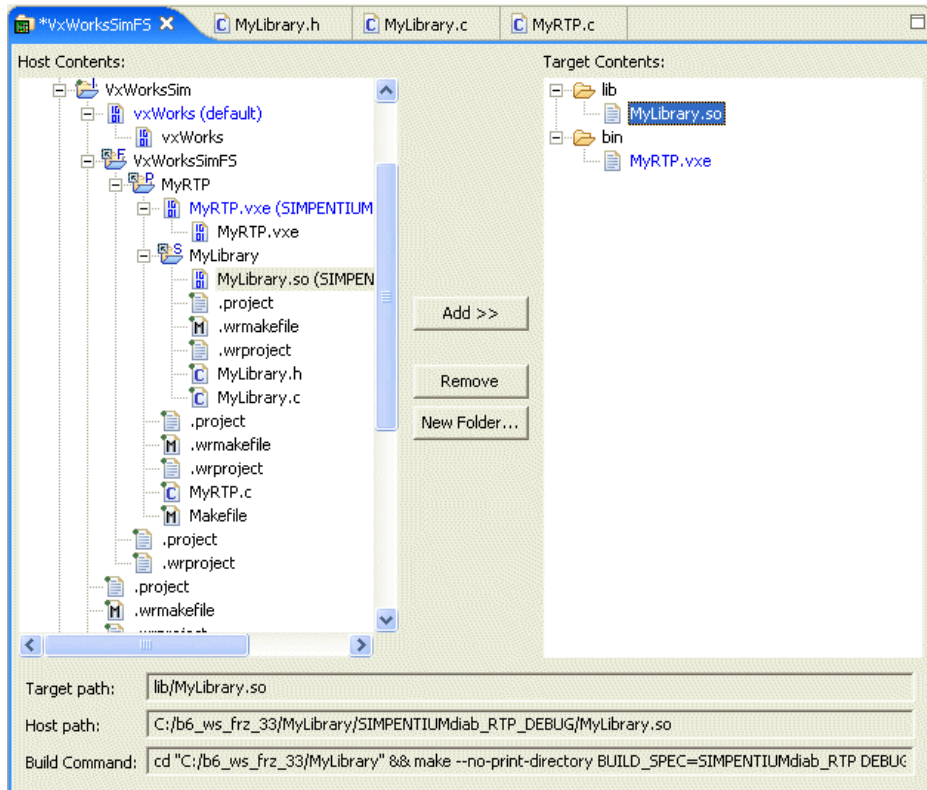 *VxWorksSimFS
MyLibrary.h
MyLibrary.c
MyRTP.c
Host Contents:
VxWorksSim
vxWorks (default)
vxWorks
VxWorksSimFS
MyRTP
MyRTP.vxe (SIMPENTIUM
MyRTP.vxe
MyLibrary
MyLibrary.so (SIMPEN
.project
.wrmakefile
.wrproject
MyLibrary.h
MyLibrary.c
.project
.wrmakefile
.wrproject
MyRTP.c
Makefile
.project
.wrproject
.project
.wrmakefile
Add >>
Remove
New Folder...
Target Contents:
lib
MyLibrary.so
bin
MyRTP.vxe
Target path: lib/MyLibrary.so
Host path: C:/b6_ws_frz_33/MyLibrary/SIMPENTIUMdiab_RTP_DEBUG/MyLibrary.so
Build Command: cd "C:/b6_ws_frz_33/MyLibrary" && make --no-print-directory BUILD_SPEC=SIMPENTIUMdiab_RTP DEBUG